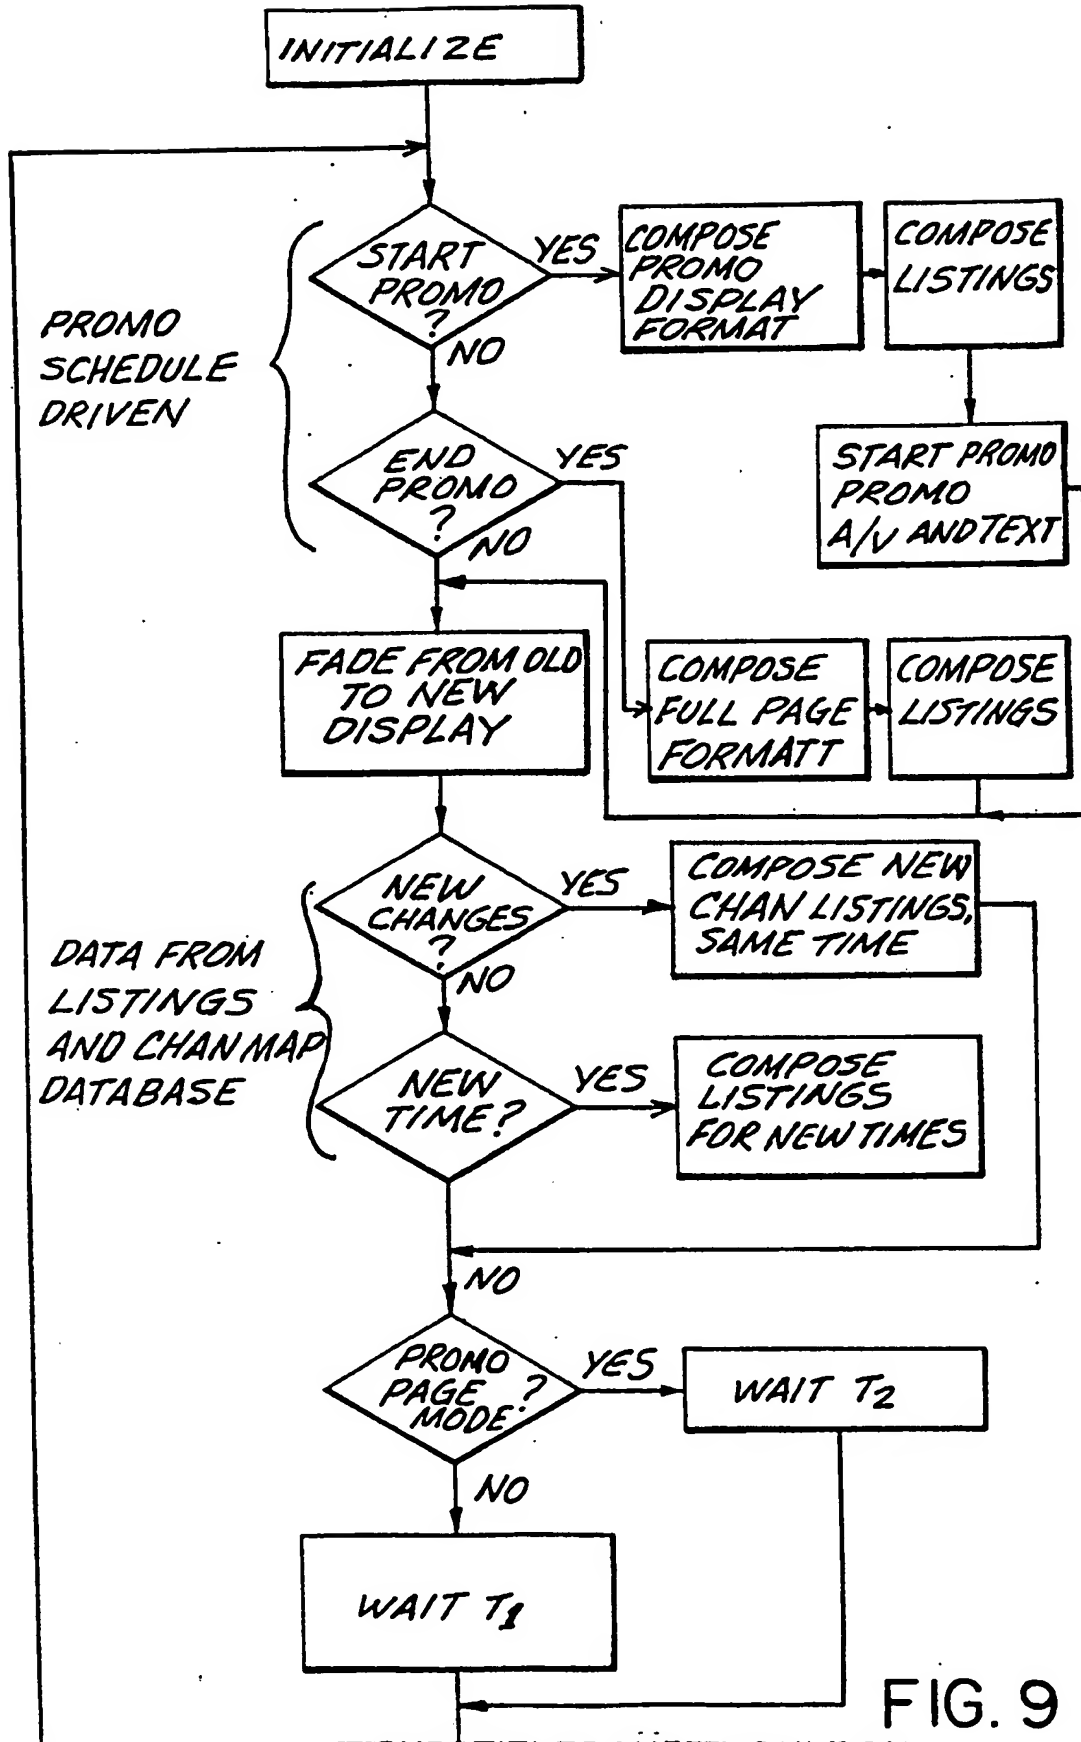 INITIALIZE
START
PROMO
?
YES
NO
COMPOSE
PROMO
DISPLAY
FORMAT
COMPOSE
LISTINGS
PROMO
SCHEDULE
DRIVEN
END
PROMO
?
YES
NO
START PROMO
PROMO
A/V AND TEXT
FADE FROM OLD
TO NEW
DISPLAY
COMPOSE
FULL PAGE
FORMATT
COMPOSE
LISTINGS
NEW
CHANGES
?
YES
NO
COMPOSE NEW
CHAN LISTINGS,
SAME TIME
DATA FROM
LISTINGS
AND CHAN MAP
DATABASE
NEW
TIME?
YES
COMPOSE
LISTINGS
FOR NEW TIMES
NO
PROMO
PAGE ?
MODE
YES
NO
WAIT T2
WAIT T1
FIG. 9